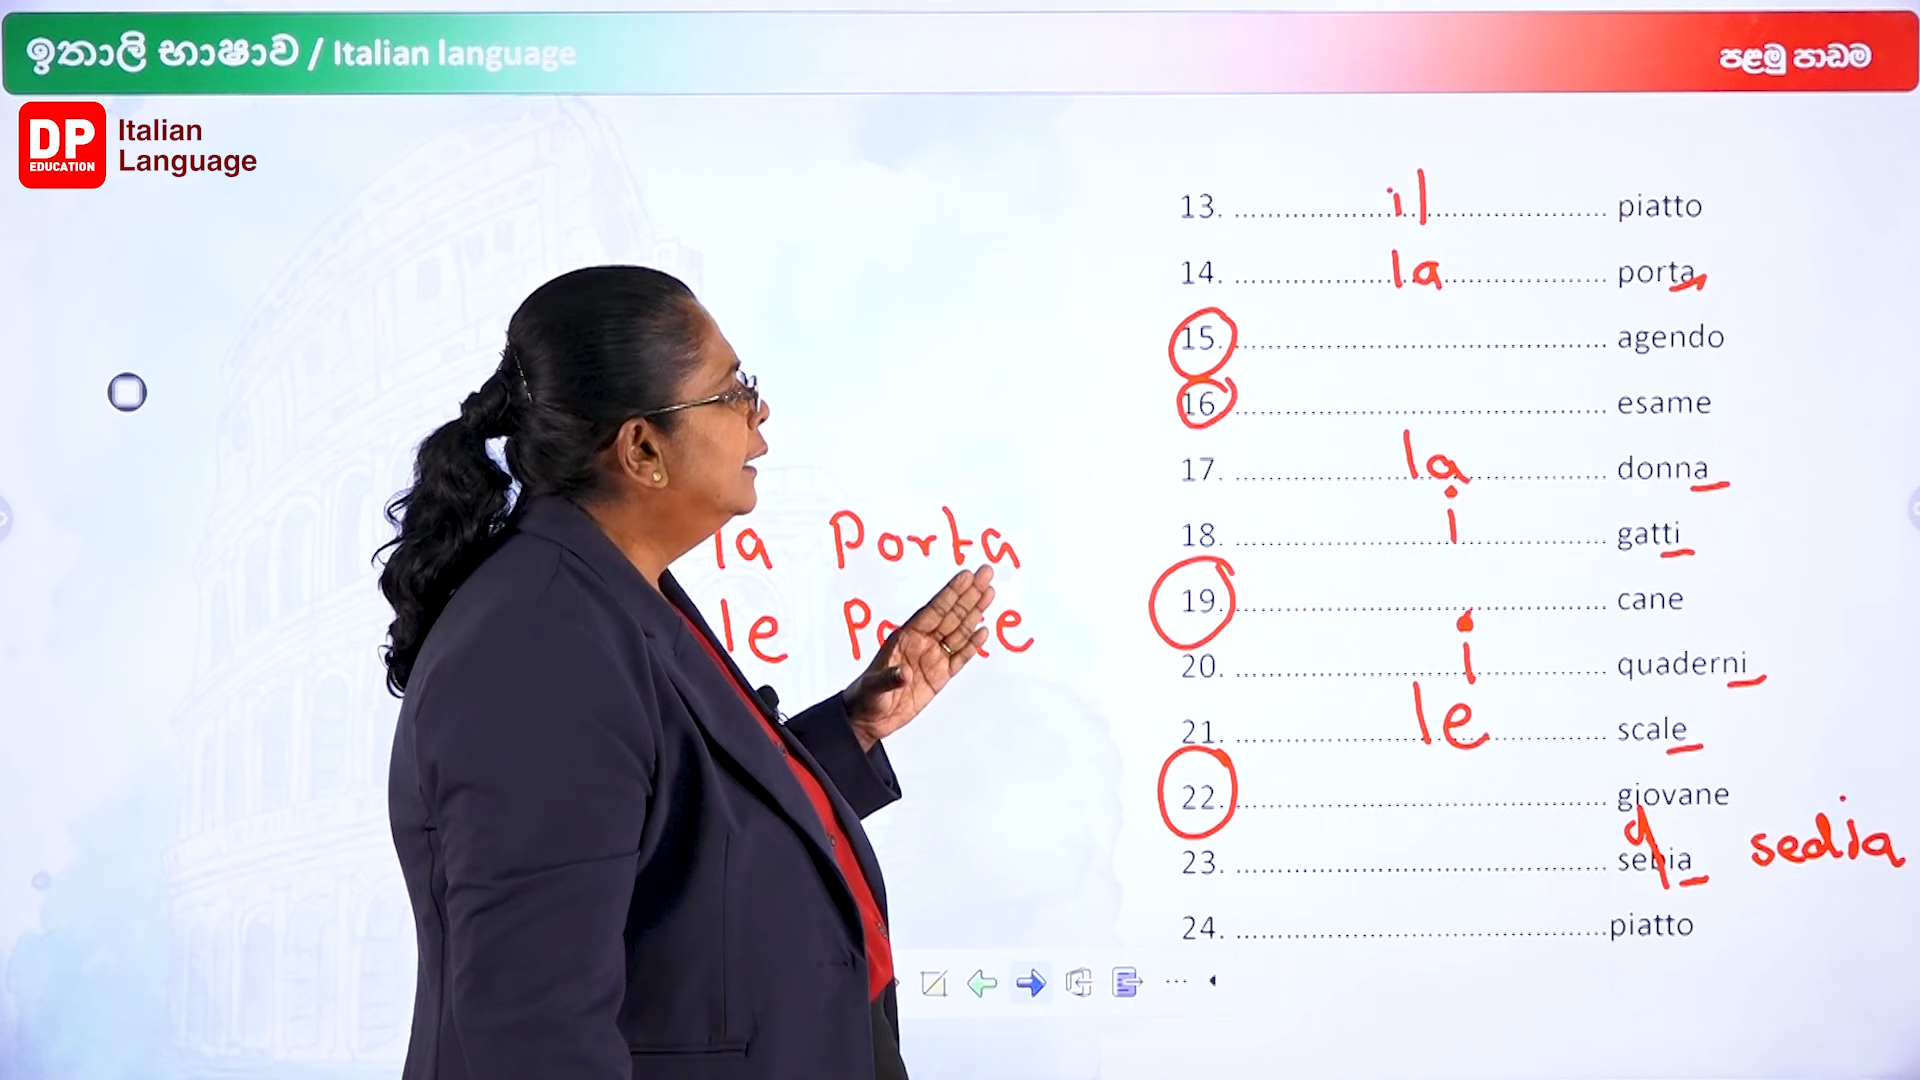 ඉතාලි භාෂාව / Italian language
පළමු පාඩම
DP
EDUCATION
Italian
Language
13. il piatto
14. la porta
15. agendo
16. esame
17. la donna
18. i gatti
19. cane
20. i quaderni
21. le scale
22. giovane
23. sebia d sedia
24. piatto
la Porta
le